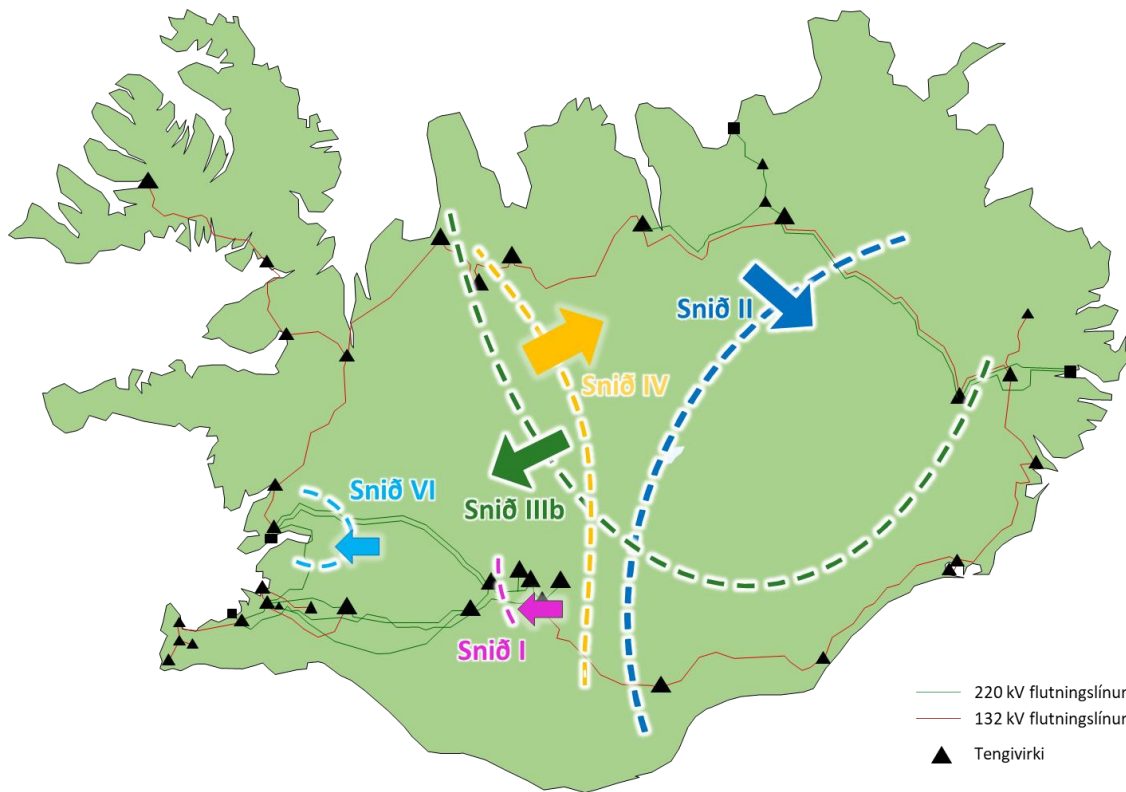 Snið II
Snið IV
Snið VI
Snið IIIb
Snið I
220 kV flutningslínur
132 kV flutningslínur
Tengivirki